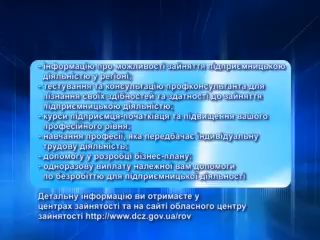 - інформацію про можливості зайняття підприємницькою
діяльністю у регіоні;
- тестування та консультацію профконсультанта для
пізнання своїх здібностей та здатності до зайняття
підприємницькою діяльністю;
- курси підприємця-початківця та підвищення вашого
професійного рівня;
- навчання професії, яка передбачає індивідуальну
трудову діяльність;
- допомогу у розробці бізнес-плану;
- одноразову виплату належної вам допомоги
по безробіттю для підприємницької діяльності
Детальну інформацію ви отримаєте у
центрах зайнятості та на сайті обласного центру
зайнятості http://www.dcz.gov.ua/rov